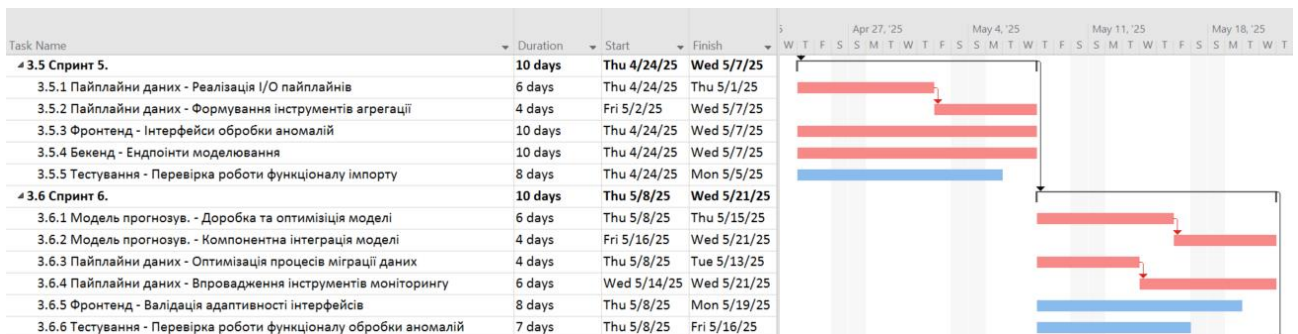 5 Apr 27, '25 May 4, '25 May 11, '25 May 18, '25
Task Name Duration Start Finish W T F S S M T W T F S S M T W T F S S M T W T F S S M T W T
3.5 Спринт 5. 10 days Thu 4/24/25 Wed 5/7/25
3.5.1 Пайплайни даних - Реалізація I/O пайплайнів 6 days Thu 4/24/25 Thu 5/1/25
3.5.2 Пайплайни даних - Формування інструментів агрегації 4 days Fri 5/2/25 Wed 5/7/25
3.5.3 Фронтенд - Інтерфейси обробки аномалій 10 days Thu 4/24/25 Wed 5/7/25
3.5.4 Бекенд - Ендпоінти моделювання 10 days Thu 4/24/25 Wed 5/7/25
3.5.5 Тестування - Перевірка роботи функціоналу імпорту 8 days Thu 4/24/25 Mon 5/5/25
3.6 Спринт 6. 10 days Thu 5/8/25 Wed 5/21/25
3.6.1 Модель прогнозув. - Доробка та оптимізіція моделі 6 days Thu 5/8/25 Thu 5/15/25
3.6.2 Модель прогнозув. - Компонентна інтеграція моделі 4 days Fri 5/16/25 Wed 5/21/25
3.6.3 Пайплайни даних - Оптимізація процесів міграції даних 4 days Thu 5/8/25 Tue 5/13/25
3.6.4 Пайплайни даних - Впровадження інструментів моніторингу 6 days Wed 5/14/25 Wed 5/21/25
3.6.5 Фронтенд - Валідація адаптивності інтерфейсів 8 days Thu 5/8/25 Mon 5/19/25
3.6.6 Тестування - Перевірка роботи функціоналу обробки аномалій 7 days Thu 5/8/25 Fri 5/16/25